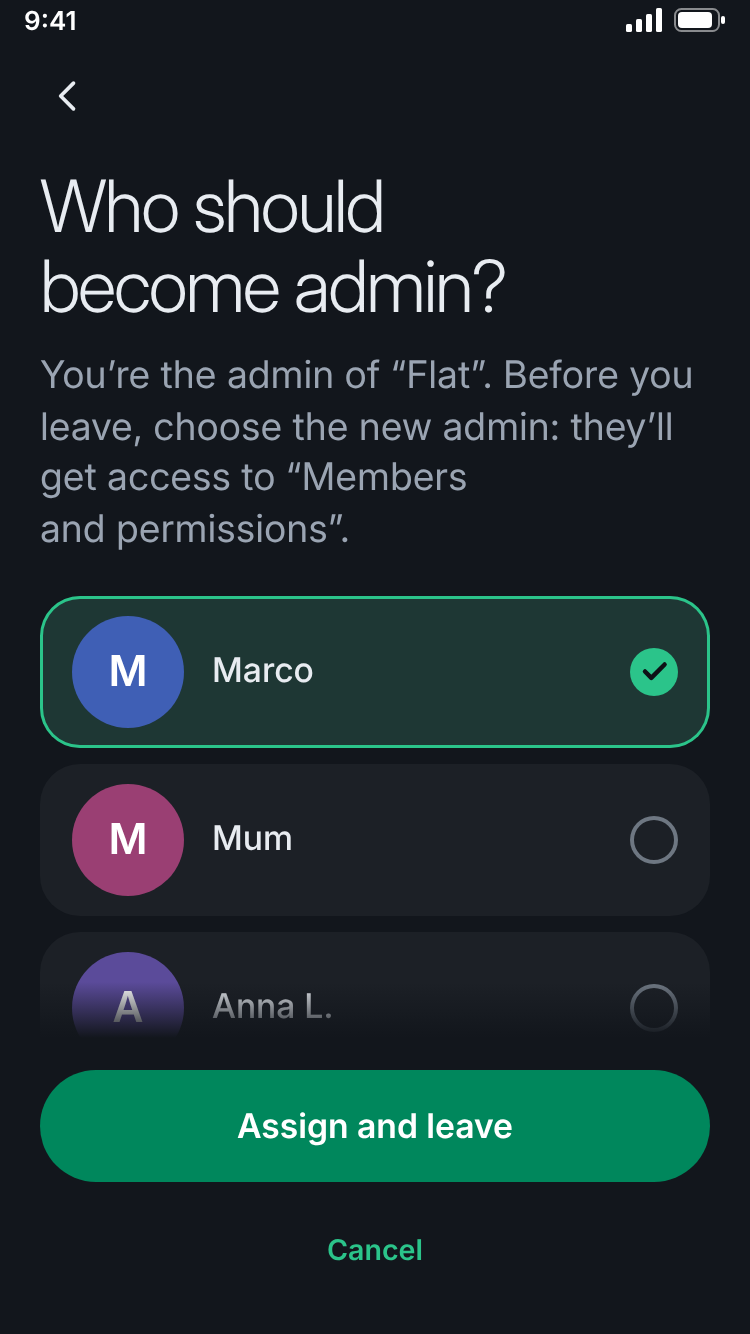 9:41
Who should
become admin?
You’re the admin of “Flat”. Before you
leave, choose the new admin: they’ll
get access to “Members
and permissions”.
M
Marco
M
Mum
A
Anna L.
Assign and leave
Cancel